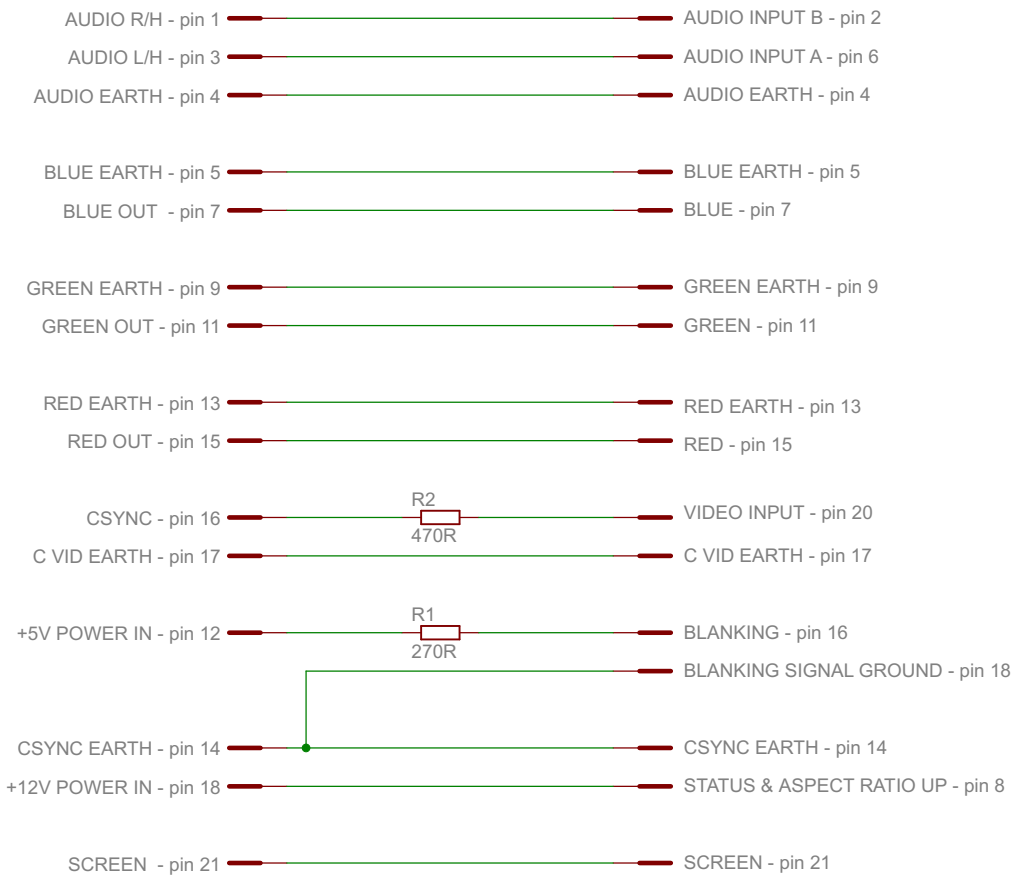 AUDIO R/H - pin 1
AUDIO INPUT B - pin 2
AUDIO L/H - pin 3
AUDIO INPUT A - pin 6
AUDIO EARTH - pin 4
AUDIO EARTH - pin 4
BLUE EARTH - pin 5
BLUE EARTH - pin 5
BLUE OUT - pin 7
BLUE - pin 7
GREEN EARTH - pin 9
GREEN EARTH - pin 9
GREEN OUT - pin 11
GREEN - pin 11
RED EARTH - pin 13
RED EARTH - pin 13
RED OUT - pin 15
RED - pin 15
R2
CSYNC - pin 16
VIDEO INPUT - pin 20
470R
C VID EARTH - pin 17
C VID EARTH - pin 17
R1
+5V POWER IN - pin 12
BLANKING - pin 16
270R
BLANKING SIGNAL GROUND - pin 18
CSYNC EARTH - pin 14
CSYNC EARTH - pin 14
+12V POWER IN - pin 18
STATUS & ASPECT RATIO UP - pin 8
SCREEN - pin 21
SCREEN - pin 21